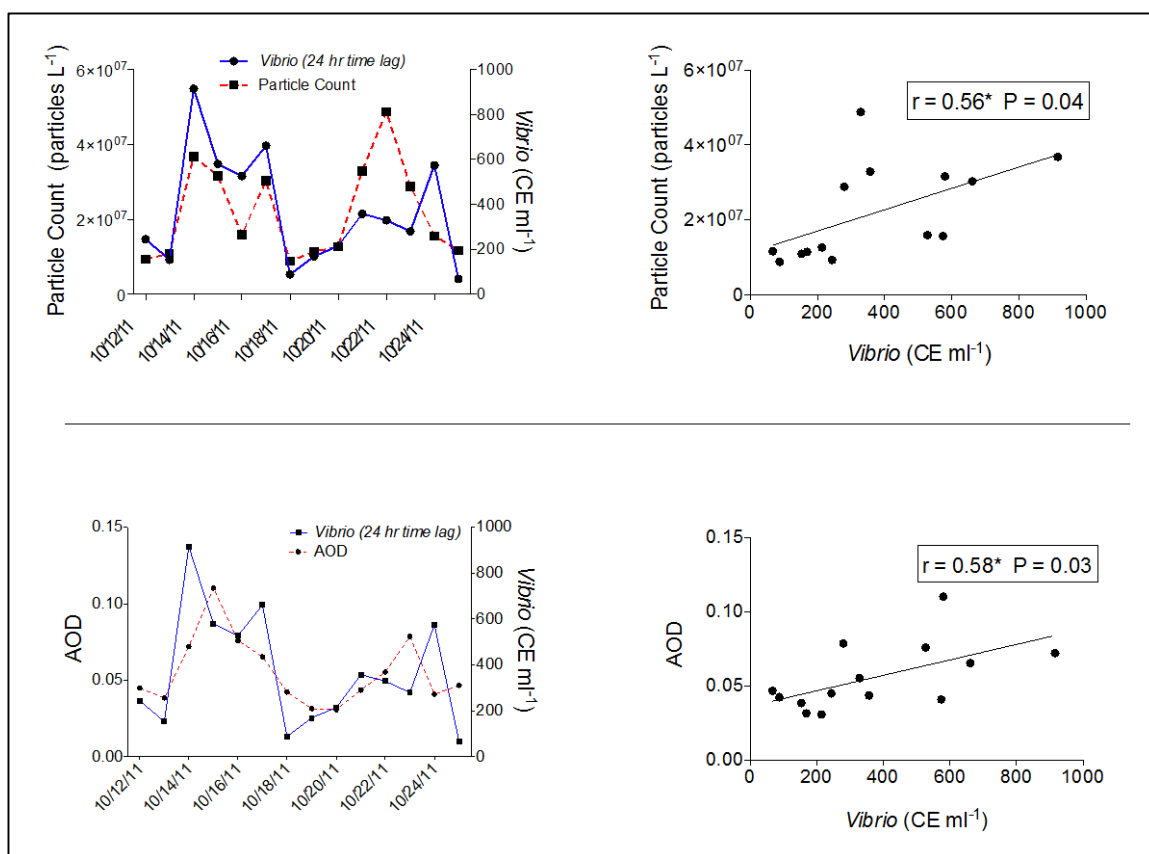 Vibrio (24 hr time lag)
Particle Count
Particle Count (particles L⁻¹)
6×10⁰⁷
4×10⁰⁷
2×10⁰⁷
0
1000
800
600
400
200
0
Vibrio (CE ml⁻¹)
10/12/11
10/14/11
10/16/11
10/18/11
10/20/11
10/22/11
10/24/11
r = 0.56* P = 0.04
Particle Count (particles L⁻¹)
6×10⁰⁷
4×10⁰⁷
2×10⁰⁷
0
0 200 400 600 800 1000
Vibrio (CE ml⁻¹)
Vibrio (24 hr time lag)
AOD
AOD
0.15
0.10
0.05
0.00
1000
800
600
400
200
0
Vibrio (CE ml⁻¹)
10/12/11
10/14/11
10/16/11
10/18/11
10/20/11
10/22/11
10/24/11
r = 0.58* P = 0.03
AOD
0.15
0.10
0.05
0.00
0 200 400 600 800 1000
Vibrio (CE ml⁻¹)